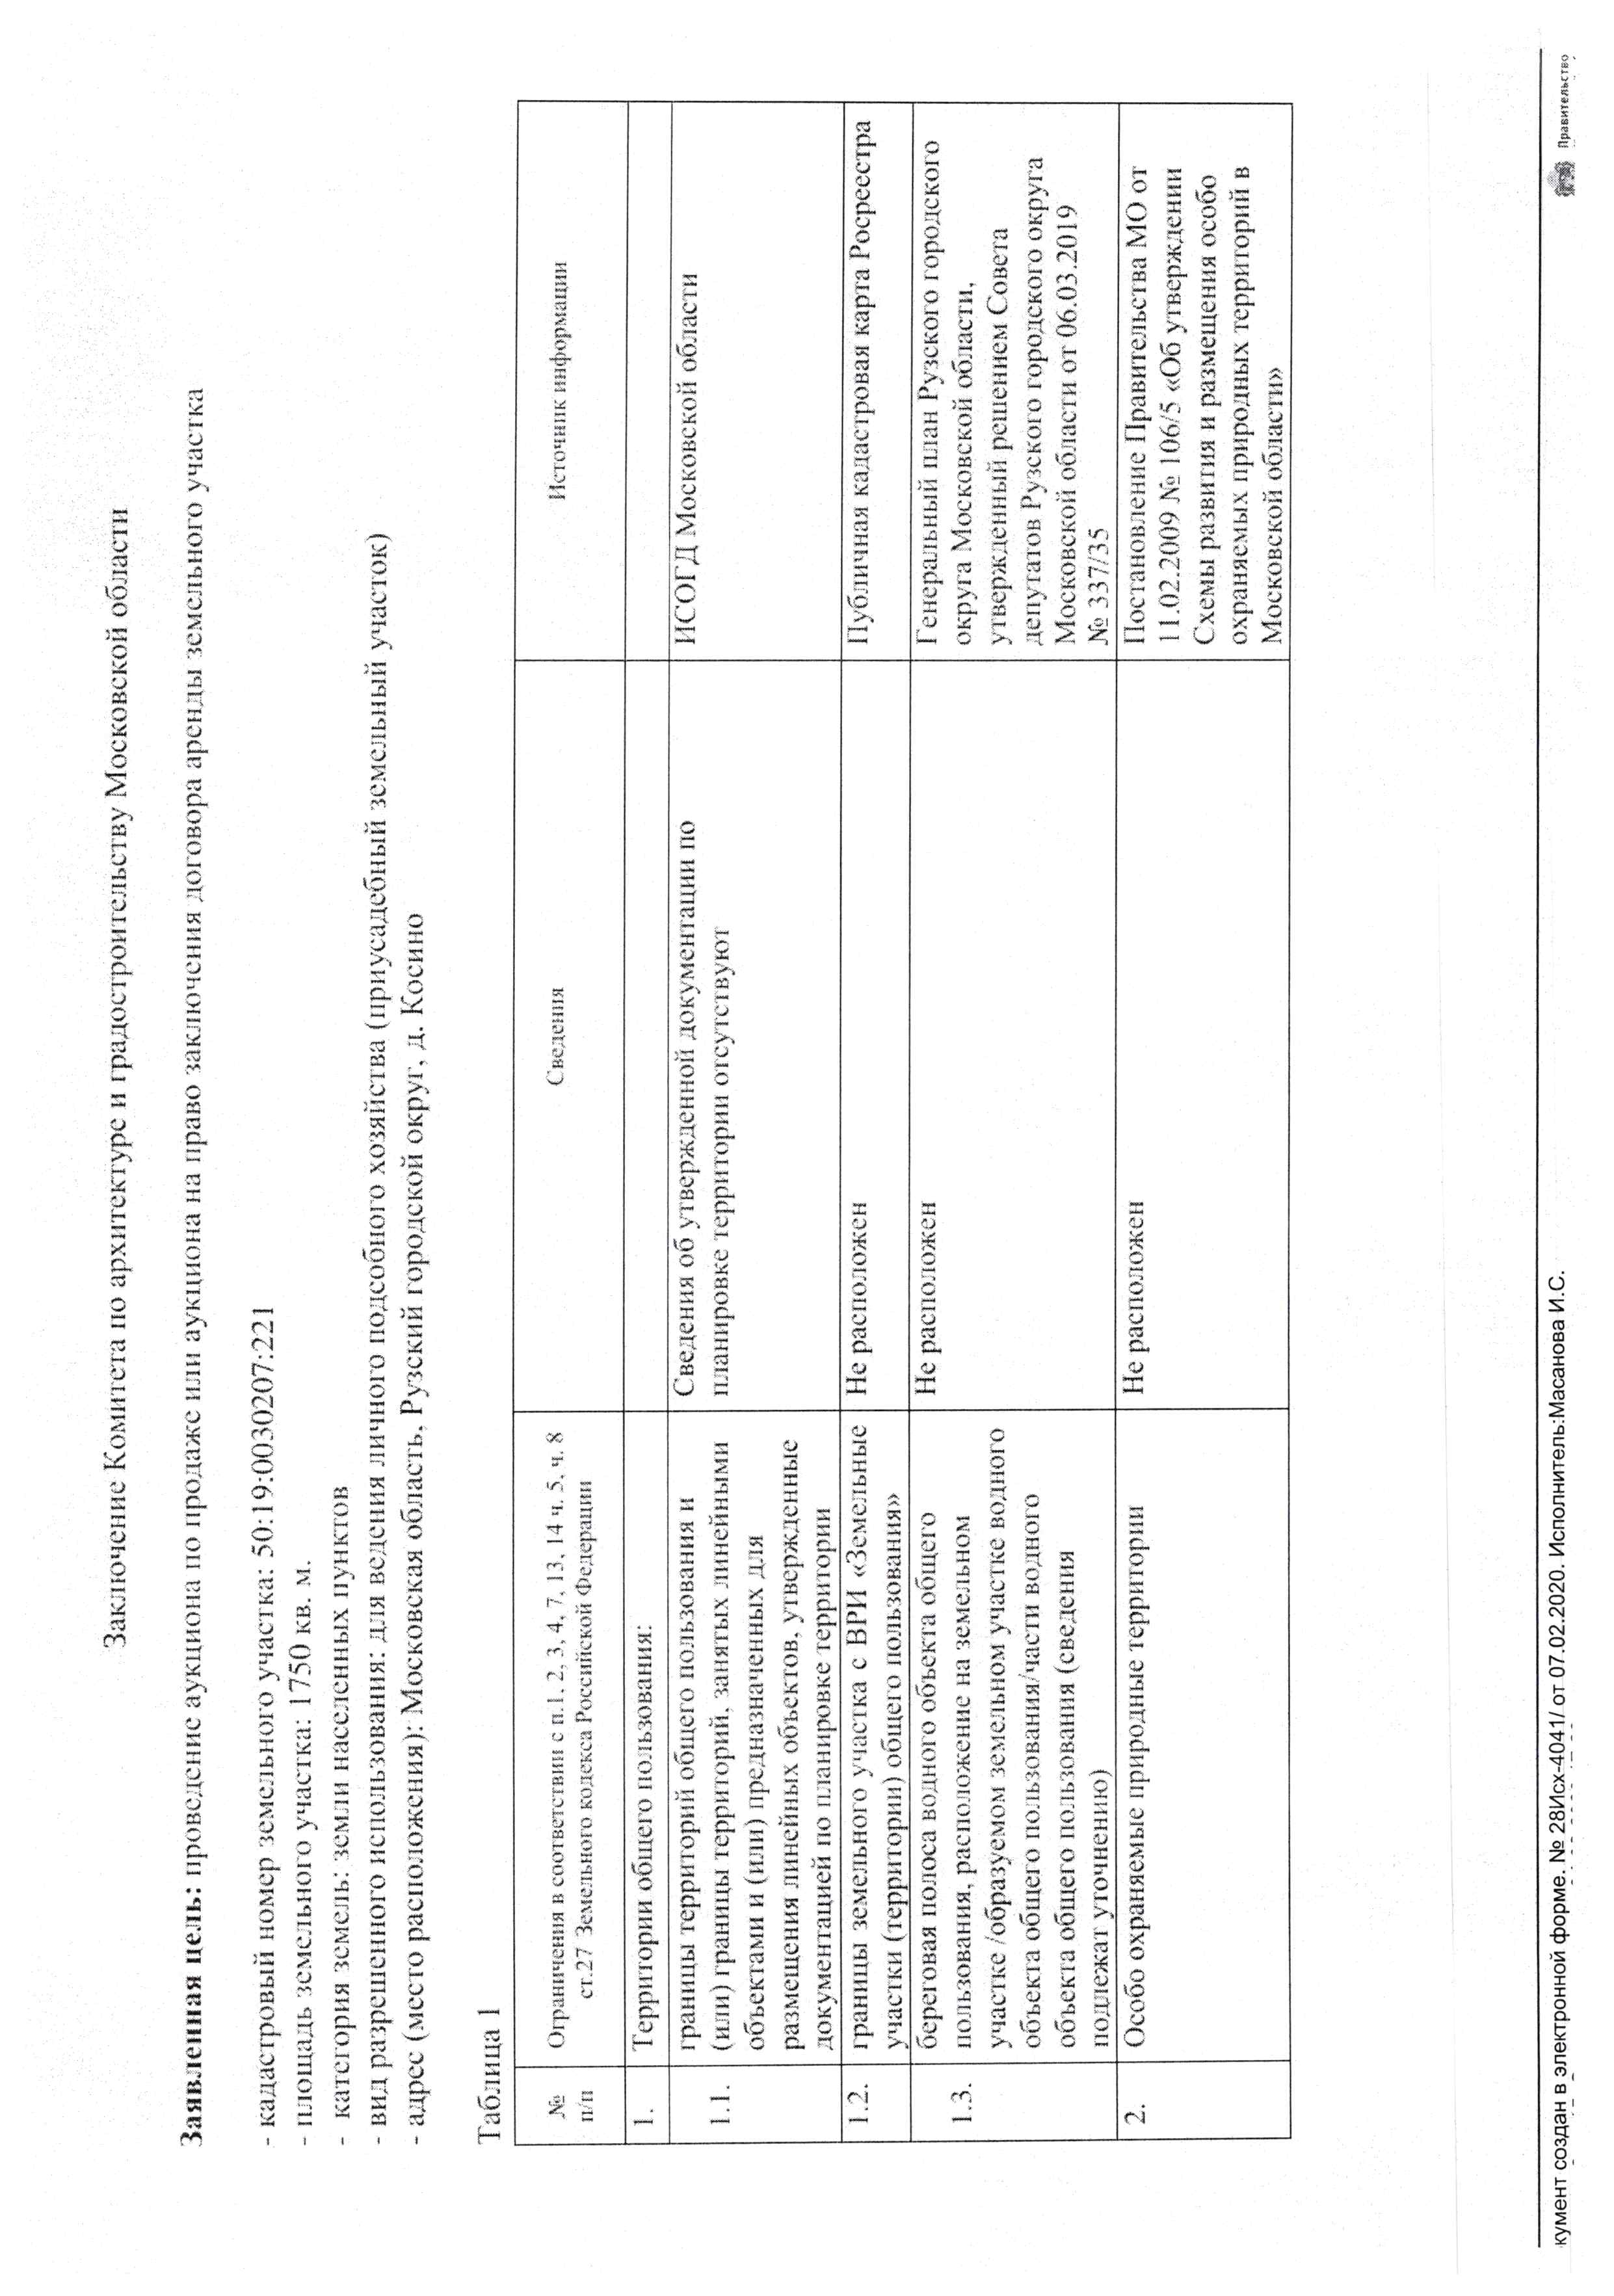 Заключение Комитета по архитектуре и градостроительству Московской области
Заявленная цель: проведение аукциона по продаже или аукциона на право заключения договора аренды земельного участка
- кадастровый номер земельного участка: 50:19:0030207:221
- площадь земельного участка: 1750 кв. м.
- категория земель: земли населенных пунктов
- вид разрешенного использования: для ведения личного подсобного хозяйства (приусадебный земельный участок)
- адрес (место расположения): Московская область, Рузский городской округ, д. Косино
Таблица 1
№
п/п
Ограничения в соответствии с п.1, 2, 3, 4, 7, 13, 14 ч. 5, ч. 8
ст.27 Земельного кодекса Российской Федерации
Сведения
Источник информации
1.
Территории общего пользования:
1.1.
границы территорий общего пользования и
(или) границы территорий, занятых линейными
объектами и (или) предназначенных для
размещения линейных объектов, утвержденные
документацией по планировке территории
Сведения об утвержденной документации по
планировке территории отсутствуют
ИСОГД Московской области
1.2.
границы земельного участка с ВРИ «Земельные
участки (территории) общего пользования»
Не расположен
Публичная кадастровая карта Росреестра
1.3.
береговая полоса водного объекта общего
пользования, расположение на земельном
участке /образуемом земельном участке водного
объекта общего пользования/части водного
объекта общего пользования (сведения
подлежат уточнению)
Не расположен
Генеральный план Рузского городского
округа Московской области,
утвержденный решением Совета
депутатов Рузского городского округа
Московской области от 06.03.2019
№ 337/35
2.
Особо охраняемые природные территории
Не расположен
Постановление Правительства МО от
11.02.2009 № 106/5 «Об утверждении
Схемы развития и размещения особо
охраняемых природных территорий в
Московской области»
кумент создан в электронной форме. № 28Исх-4041/ от 07.02.2020. Исполнитель:Масанова И.С.
Правительство